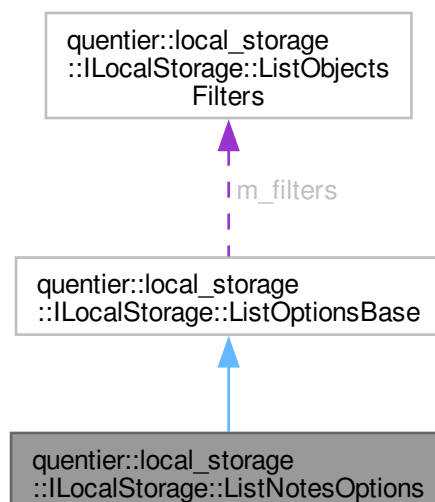 quentier::local_storage
::ILocalStorage::ListObjects
Filters
m_filters
quentier::local_storage
::ILocalStorage::ListOptionsBase
quentier::local_storage
::ILocalStorage::ListNotesOptions